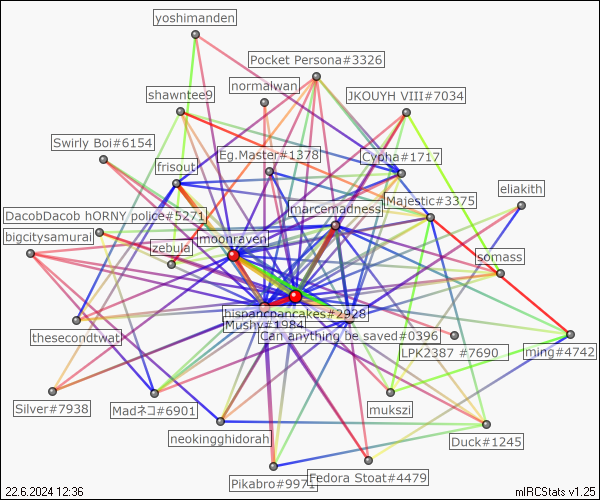 yoshimanden
Pocket Persona#3326
normalwan
shawntee9
JKOUYH VIII#7034
Swirly Boi#6154
Eg.Master#1378
Cypha#1717
frisout
eliakith
Majestic#3375
marcemadness
DacobDacob hORNY police#5271
bigcitysamurai
moonraven
zebula
somass
hispancpancakes#2928
Mushy#1984
Can anything be saved#0396
thesecondtwat
LPK2387 #7690
ming#4742
Silver#7938
Madネコ#6901
mukszi
neokingghidorah
Duck#1245
Pikabro#9971
Fedora Stoat#4479
22.6.2024 12:36
mIRCStats v1.25